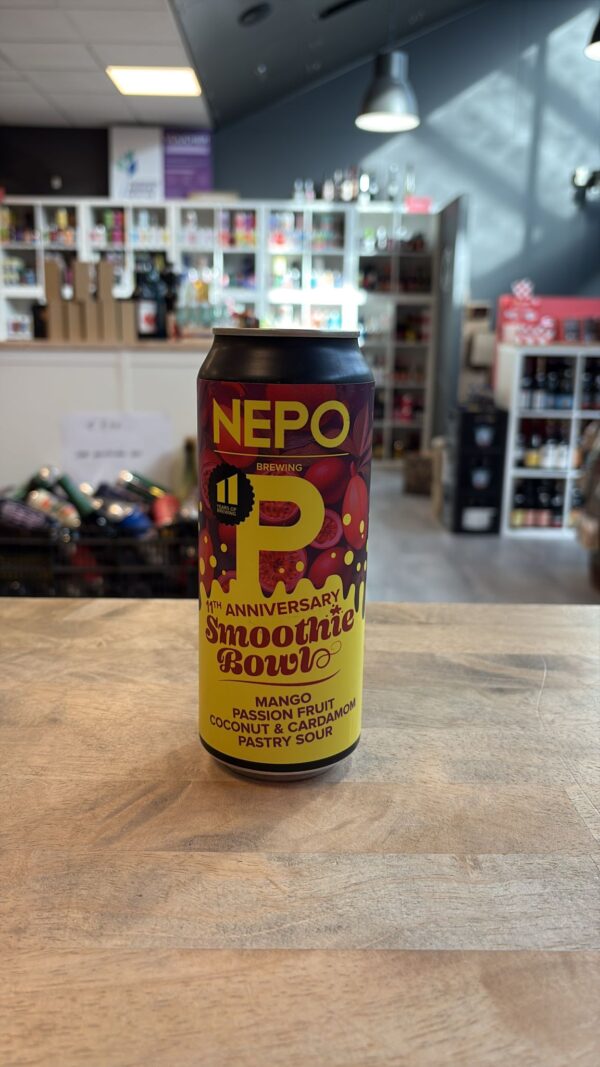 NEPO
BREWING
11
YEARS OF
BREWING
P
11TH ANNIVERSARY
Smoothie
Bowl
MANGO
PASSION FRUIT
COCONUT & CARDAMOM
PASTRY SOUR